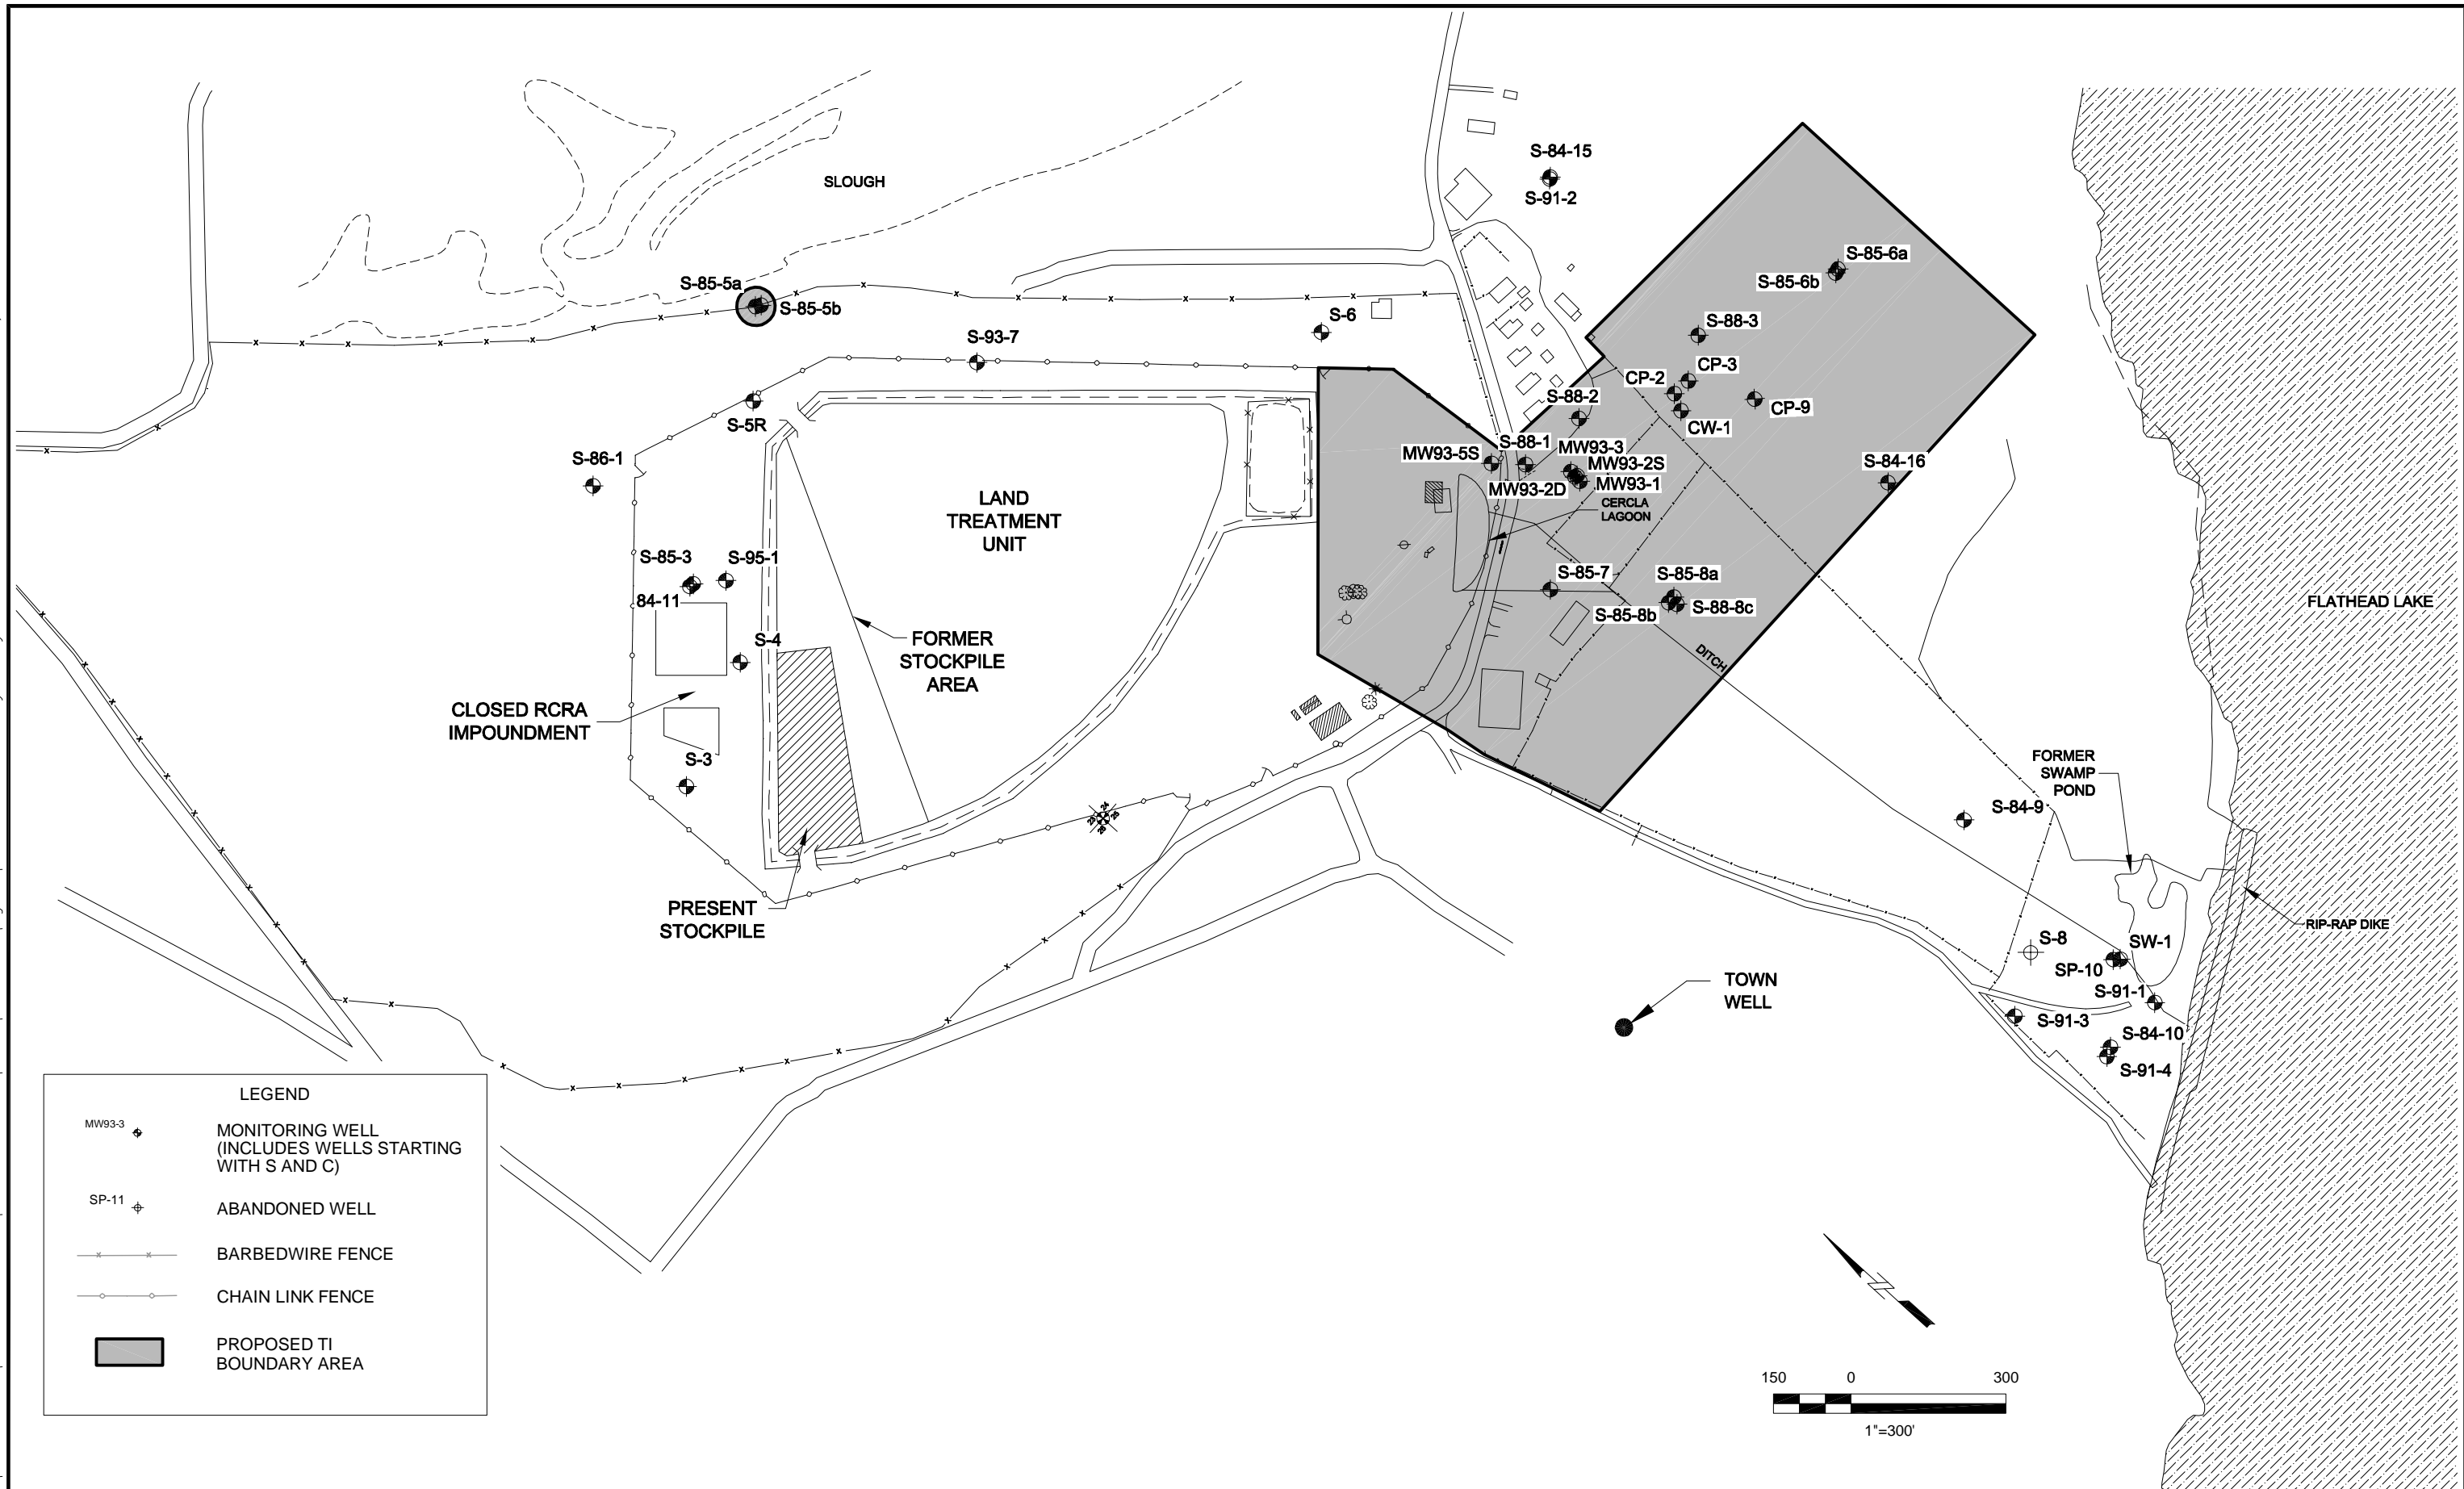 S-84-15
S-91-2
SLOUGH
S-85-6a
S-85-6b
S-85-5a
S-85-5b
S-6
S-88-3
S-93-7
CP-3
CP-2
S-88-2
CP-9
CW-1
S-5R
S-88-1
MW93-3
MW93-5S
MW93-2S
S-86-1
S-84-16
MW93-2D
MW93-1
CERCLA
LAGOON
LAND
TREATMENT
UNIT
S-85-3
S-95-1
S-85-7
S-85-8a
84-11
S-85-8b
S-88-8c
FLATHEAD LAKE
S-4
FORMER
STOCKPILE
AREA
DITCH
CLOSED RCRA
IMPOUNDMENT
S-3
FORMER
SWAMP
POND
S-84-9
PRESENT
STOCKPILE
RIP-RAP DIKE
S-8
SW-1
SP-10
TOWN
WELL
S-91-1
S-91-3
S-84-10
S-91-4
LEGEND
MW93-3
MONITORING WELL
(INCLUDES WELLS STARTING
WITH S AND C)
SP-11
ABANDONED WELL
BARBEDWIRE FENCE
CHAIN LINK FENCE
PROPOSED TI
BOUNDARY AREA
150 0 300
1"=300'